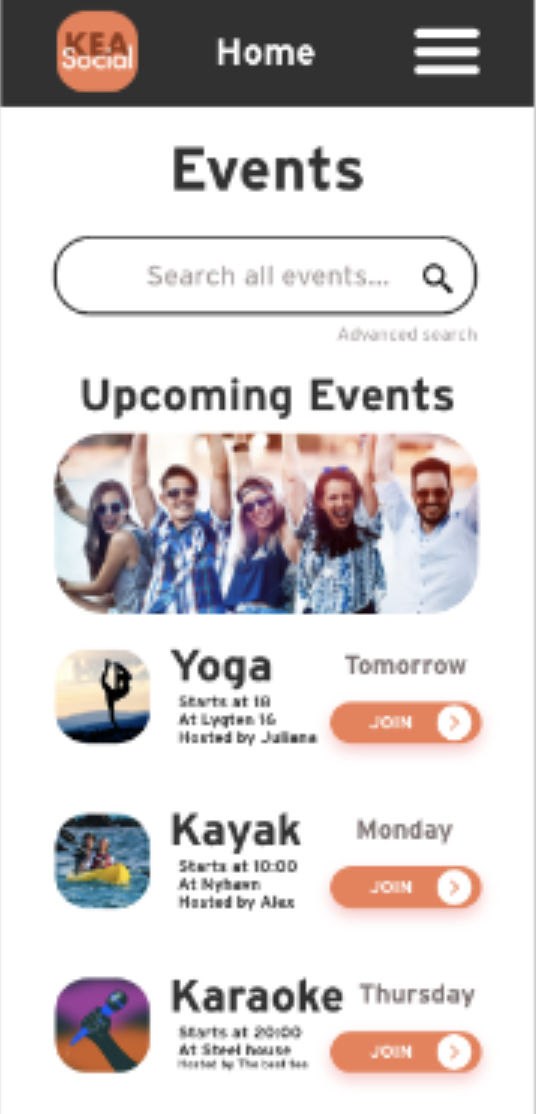 KEA
Social
Home
Events
Search all events...
Advanced search
Upcoming Events
Yoga
Tomorrow
Starts at 18
At Lygten 16
Hosted by Juliane
JOIN
Kayak
Monday
Starts at 10:00
At Nyhavn
Hosted by Alex
JOIN
Karaoke
Thursday
Starts at 20:00
At Steel house
Hosted by The
JOIN